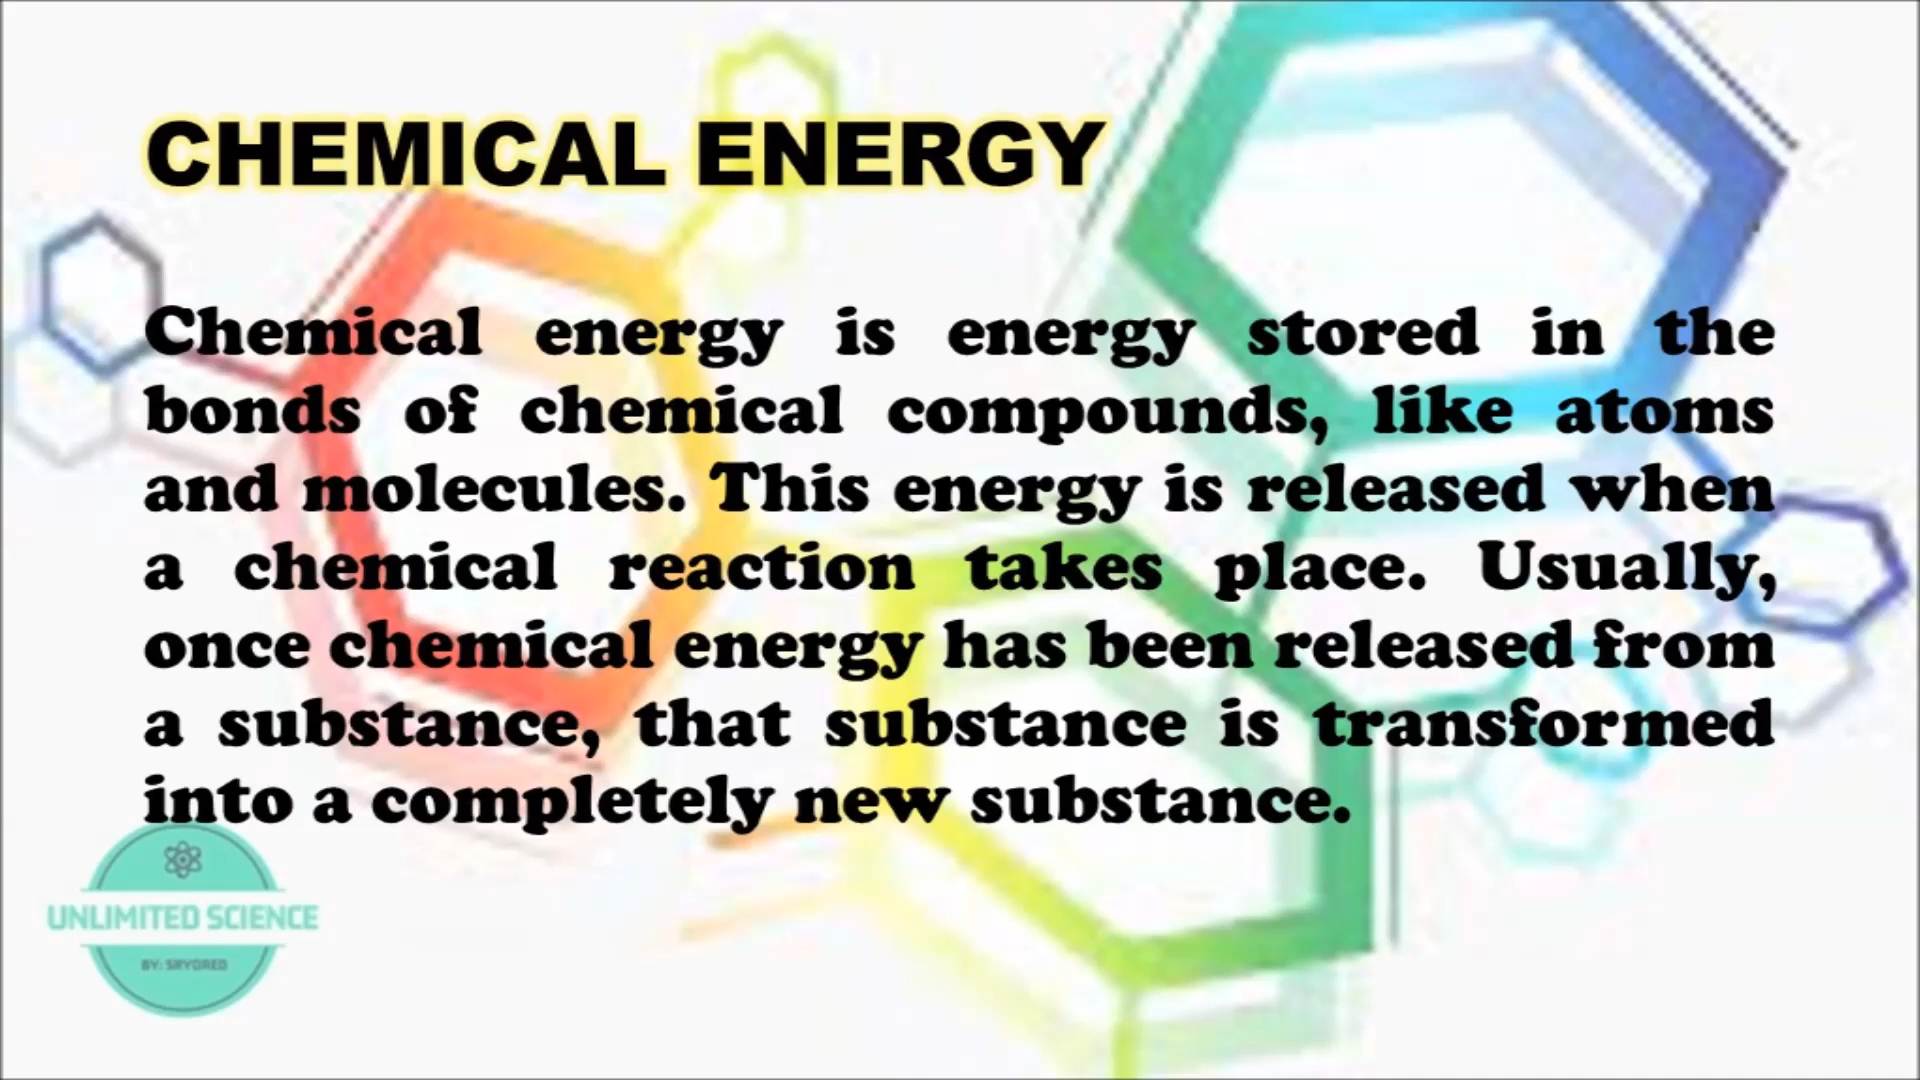 CHEMICAL ENERGY
Chemical energy is energy stored in the
bonds of chemical compounds, like atoms
and molecules. This energy is released when
a chemical reaction takes place. Usually,
once chemical energy has been released from
a substance, that substance is transformed
into a completely new substance.
UNLIMITED SCIENCE
BY: SRYDRED